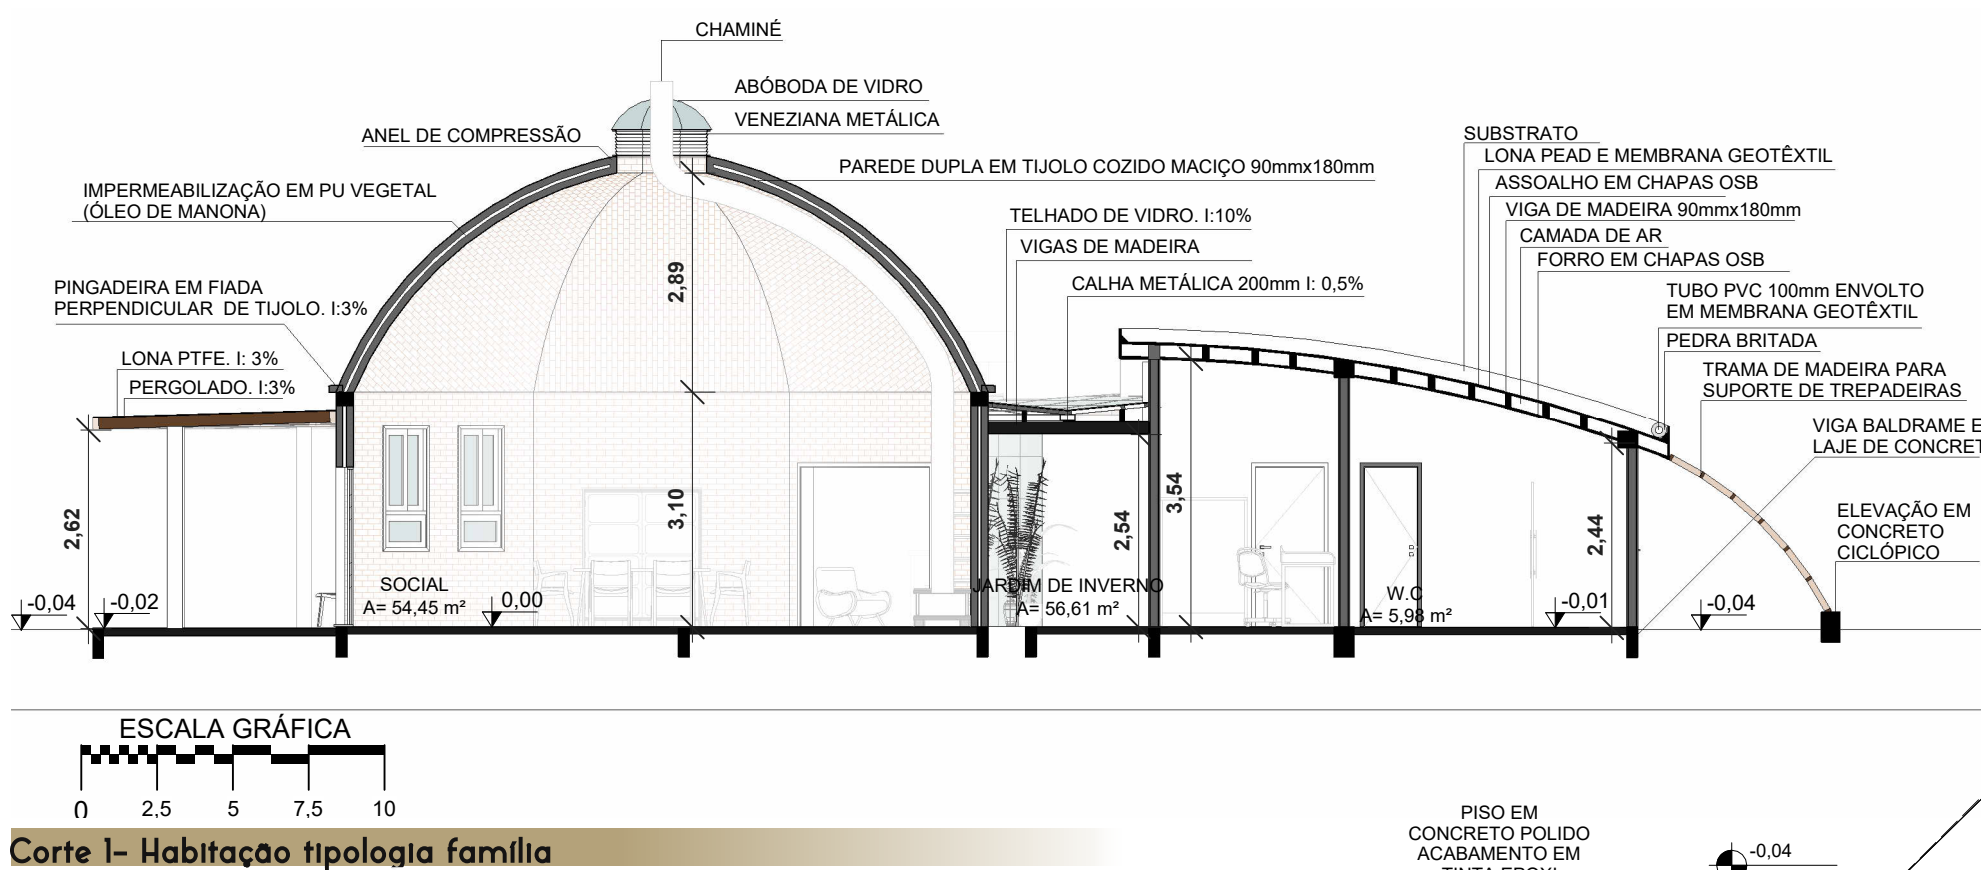 CHAMINÉ
ABÓBODA DE VIDRO
VENEZIANA METÁLICA
ANEL DE COMPRESSÃO
PAREDE DUPLA EM TIJOLO COZIDO MACIÇO 90mmx180mm
IMPERMEABILIZAÇÃO EM PU VEGETAL
(ÓLEO DE MANONA)
TELHADO DE VIDRO. I:10%
VIGAS DE MADEIRA
CALHA METÁLICA 200mm I: 0,5%
PINGADEIRA EM FIADA
PERPENDICULAR DE TIJOLO. I:3%
LONA PTFE. I: 3%
PERGOLADO. I:3%
SUBSTRATO
LONA PEAD E MEMBRANA GEOTÊXTIL
ASSOALHO EM CHAPAS OSB
VIGA DE MADEIRA 90mmx180mm
CAMADA DE AR
FORRO EM CHAPAS OSB
TUBO PVC 100mm ENVOLTO
EM MEMBRANA GEOTÊXTIL
PEDRA BRITADA
TRAMA DE MADEIRA PARA
SUPORTE DE TREPADEIRAS
VIGA BALDRAME E
LAJE DE CONCRET
ELEVAÇÃO EM
CONCRETO
CICLÓPICO
2,89
3,10
2,62
2,54
3,54
2,44
SOCIAL
A= 54,45 m²
JARDIM DE INVERNO
A= 56,61 m²
W.C
A= 5,98 m²
-0,04
-0,02
0,00
-0,01
-0,04
ESCALA GRÁFICA
0 2,5 5 7,5 10
Corte 1- Habitação tipologia família
PISO EM
CONCRETO POLIDO
ACABAMENTO EM
TINTA EPOXI
-0,04